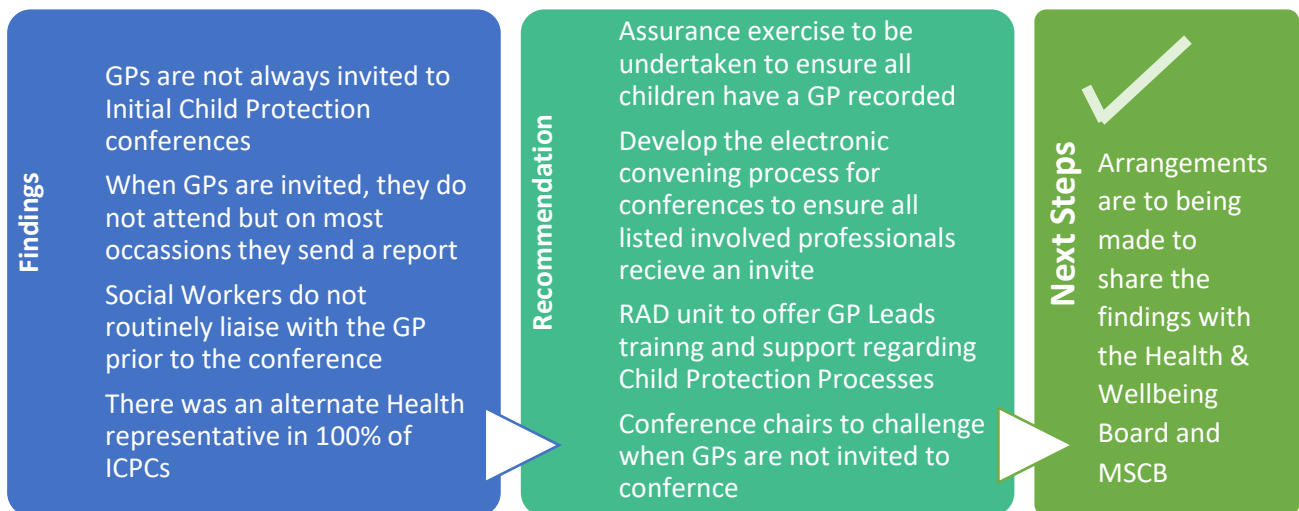 Findings
GPs are not always invited to
Initial Child Protection
conferences
When GPs are invited, they do
not attend but on most
occassions they send a report
Social Workers do not
routinely liaise with the GP
prior to the conference
There was an alternate Health
representative in 100% of
ICPCs
Recommendation
Assurance exercise to be
undertaken to ensure all
children have a GP recorded
Develop the electronic
convening process for
conferences to ensure all
listed involved professionals
recieve an invite
RAD unit to offer GP Leads
trainng and support regarding
Child Protection Processes
Conference chairs to challenge
when GPs are not invited to
confernce
Next Steps
Arrangements
are to being
made to
share the
findings with
the Health &
Wellbeing
Board and
MSCB